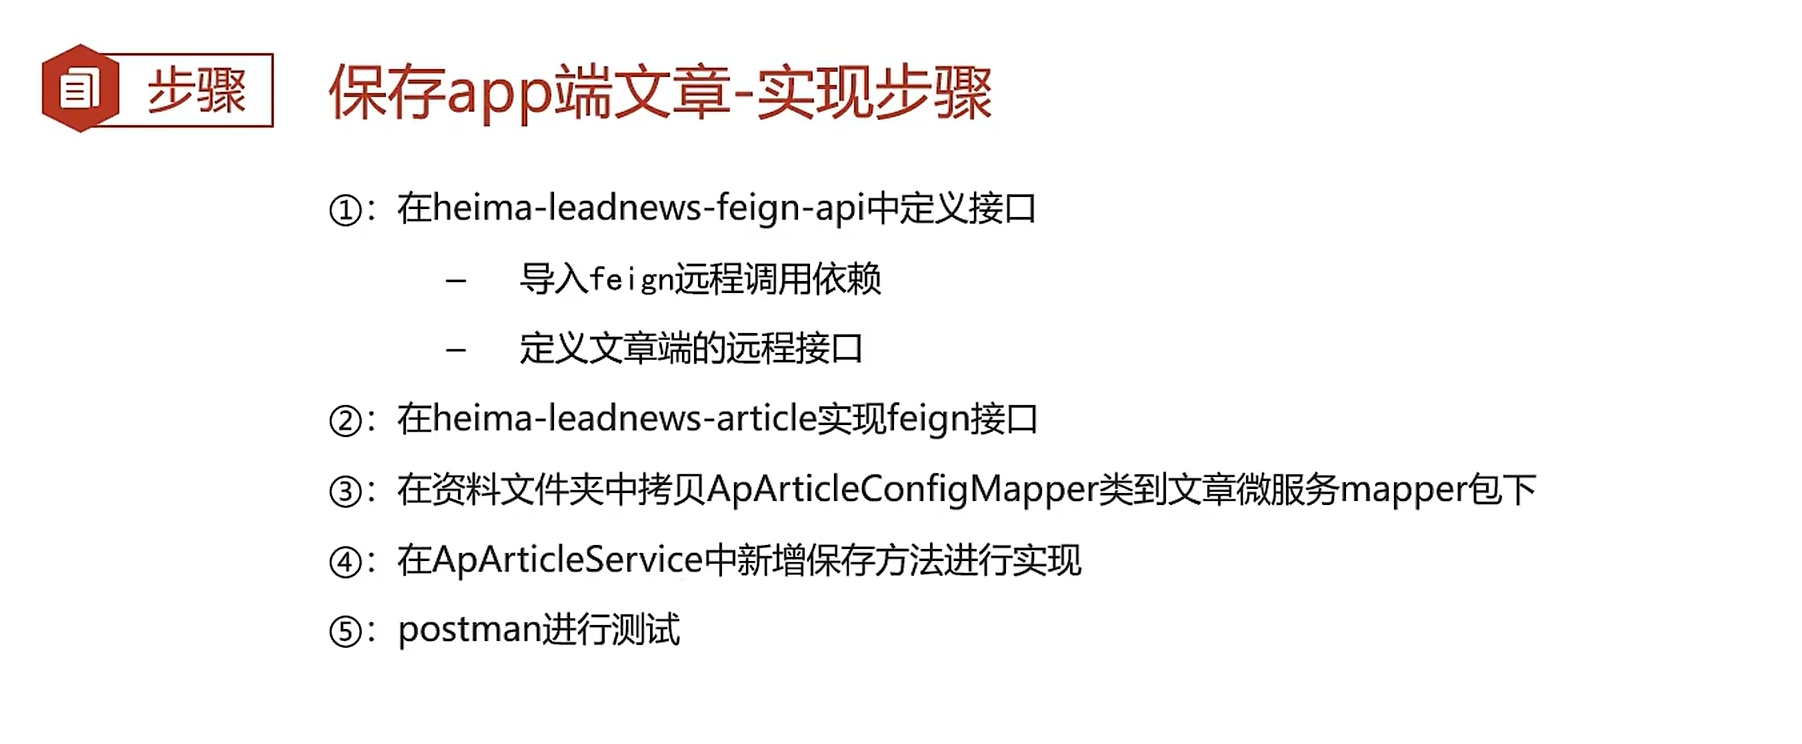 步骤
保存app端文章-实现步骤
①：在heima-leadnews-feign-api中定义接口
– 导入feign远程调用依赖
– 定义文章端的远程接口
②：在heima-leadnews-article实现feign接口
③：在资料文件夹中拷贝ApArticleConfigMapper类到文章微服务mapper包下
④：在ApArticleService中新增保存方法进行实现
⑤：postman进行测试